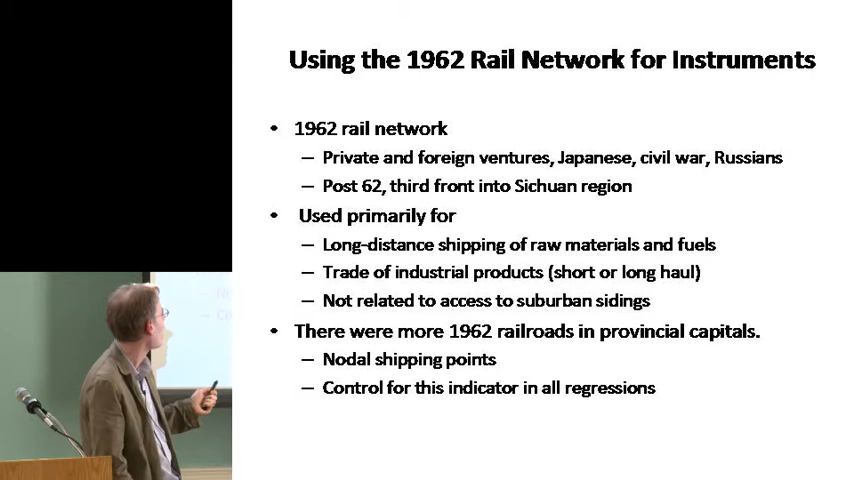 Using the 1962 Rail Network for Instruments
• 1962 rail network
– Private and foreign ventures, Japanese, civil war, Russians
– Post 62, third front into Sichuan region
• Used primarily for
– Long-distance shipping of raw materials and fuels
– Trade of industrial products (short or long haul)
– Not related to access to suburban sidings
• There were more 1962 railroads in provincial capitals.
– Nodal shipping points
– Control for this indicator in all regressions